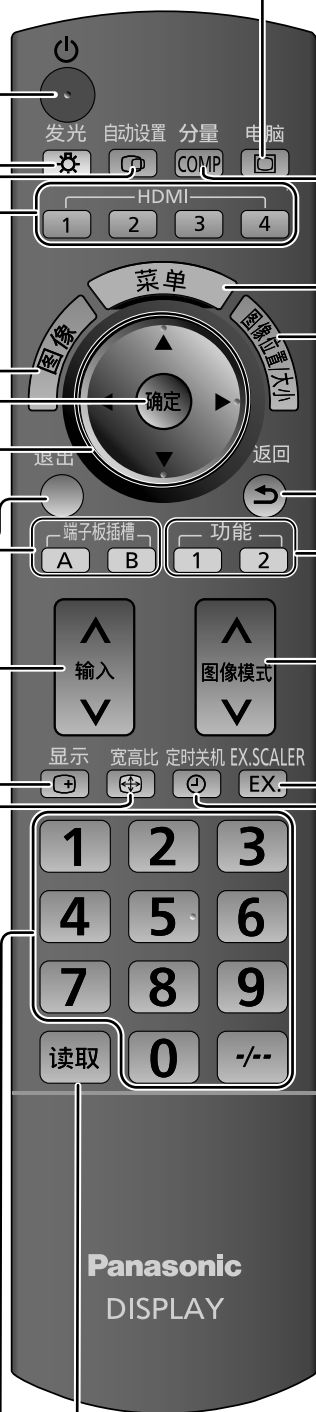 发光 自动设置 分量 电脑
COMP
HDMI
1 2 3 4
菜单
图像
图像位置/大小
确定
退出 返回
端子板插槽 功能
A B 1 2
输入 图像模式
显示 宽高比 定时关机 EX.SCALER
EX.
1 2 3
4 5 6
7 8 9
读取 0 -/--
Panasonic
DISPLAY